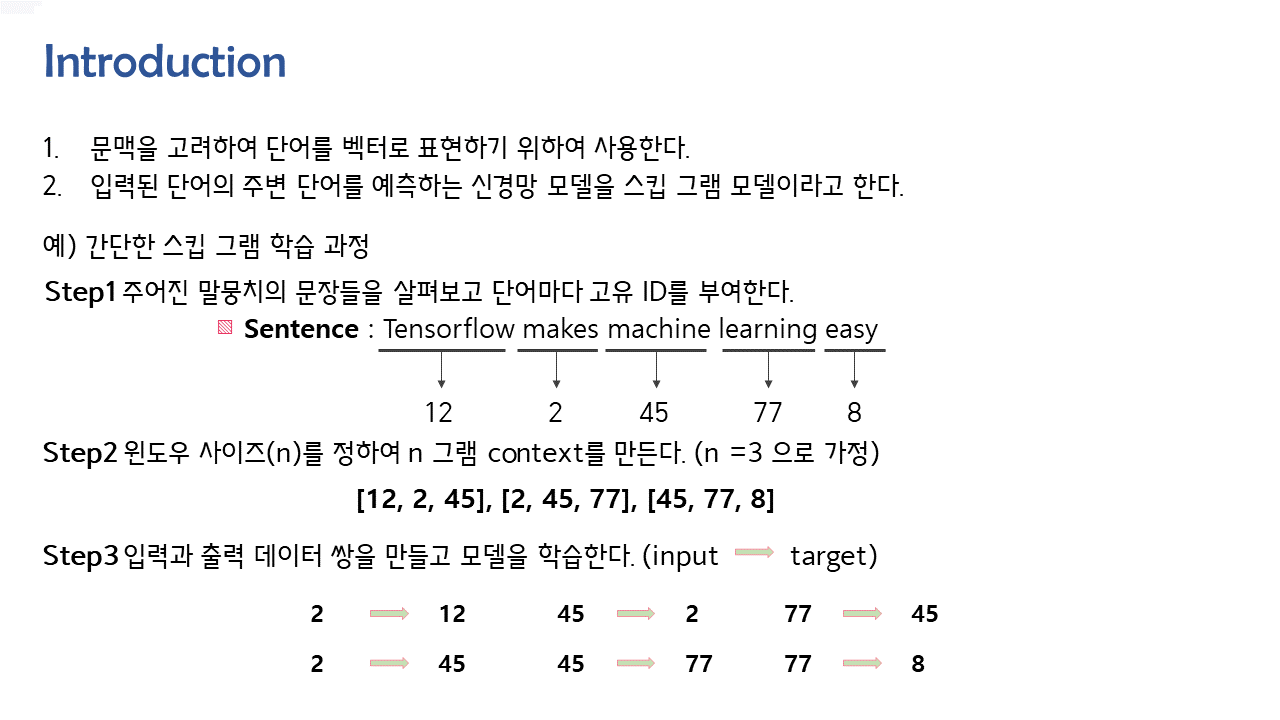 Introduction
1. 문맥을 고려하여 단어를 벡터로 표현하기 위하여 사용한다.
2. 입력된 단어의 주변 단어를 예측하는 신경망 모델을 스킵 그램 모델이라고 한다.
예) 간단한 스킵 그램 학습 과정
Step1 주어진 말뭉치의 문장들을 살펴보고 단어마다 고유 ID를 부여한다.
Sentence : Tensorflow makes machine learning easy
12 2 45 77 8
Step2 윈도우 사이즈(n)를 정하여 n 그램 context를 만든다. (n =3 으로 가정)
[12, 2, 45], [2, 45, 77], [45, 77, 8]
Step3 입력과 출력 데이터 쌍을 만들고 모델을 학습한다. (input target)
2 12 45 2 77 45
2 45 45 77 77 8